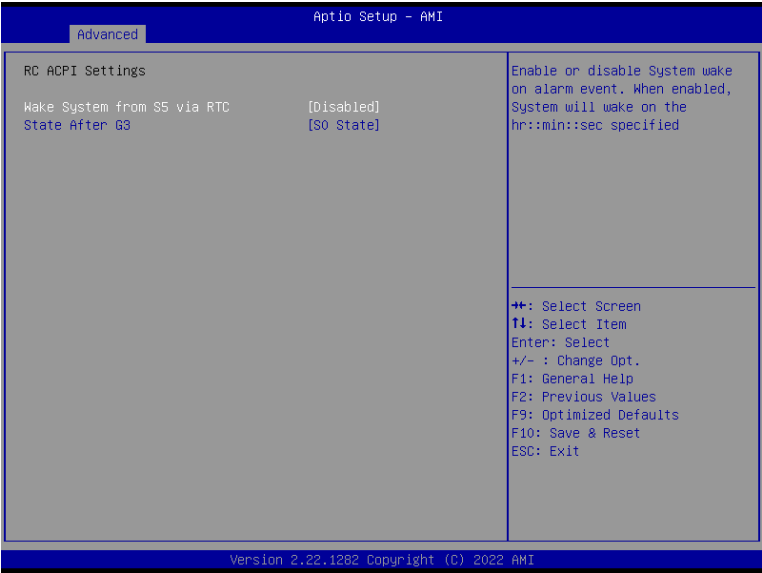 Aptio Setup – AMI
Advanced
RC ACPI Settings
Wake System from S5 via RTC [Disabled]
State After G3 [S0 State]
Enable or disable System wake
on alarm event. When enabled,
System will wake on the
hr::min::sec specified
→←: Select Screen
↑↓: Select Item
Enter: Select
+/- : Change Opt.
F1: General Help
F2: Previous Values
F9: Optimized Defaults
F10: Save & Reset
ESC: Exit
Version 2.22.1282 Copyright (C) 2022 AMI